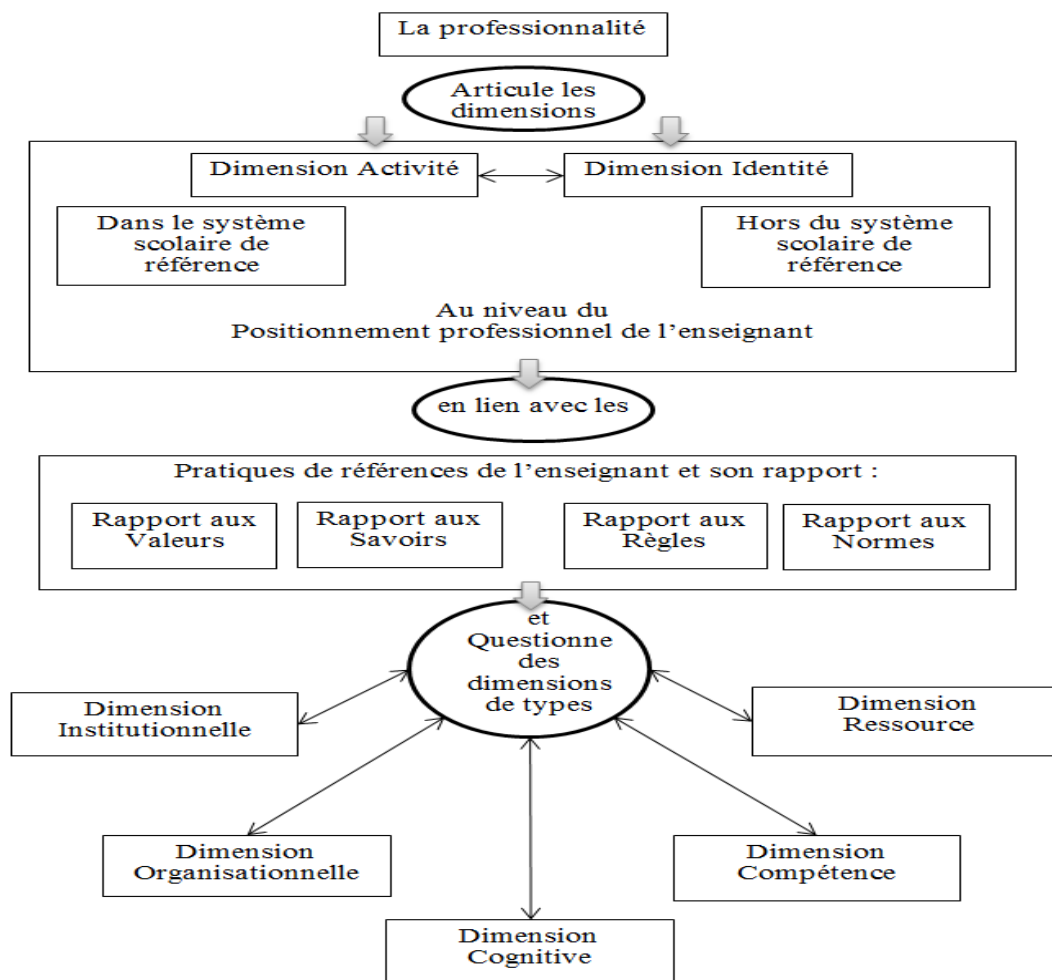 La professionnalité
Articule les
dimensions
Dimension Activité
Dimension Identité
Dans le système
scolaire de
référence
Hors du système
scolaire de
référence
Au niveau du
Positionnement professionnel de l’enseignant
en lien avec les
Pratiques de références de l’enseignant et son rapport :
Rapport aux
Valeurs
Rapport aux
Savoirs
Rapport aux
Règles
Rapport aux
Normes
et
Questionne
des
dimensions
de types
Dimension
Institutionnelle
Dimension
Ressource
Dimension
Organisationnelle
Dimension
Compétence
Dimension
Cognitive